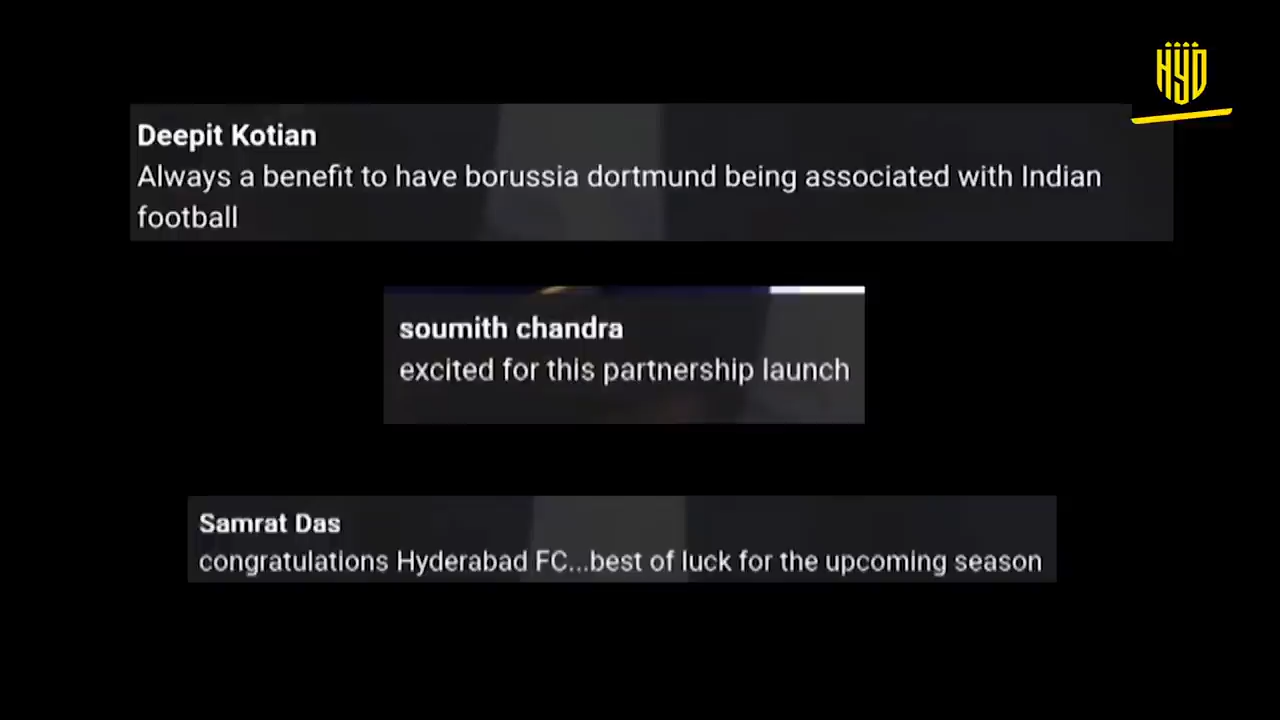 HYD
Deepit Kotian
Always a benefit to have borussia dortmund being associated with Indian
football
soumith chandra
excited for this partnership launch
Samrat Das
congratulations Hyderabad FC...best of luck for the upcoming season